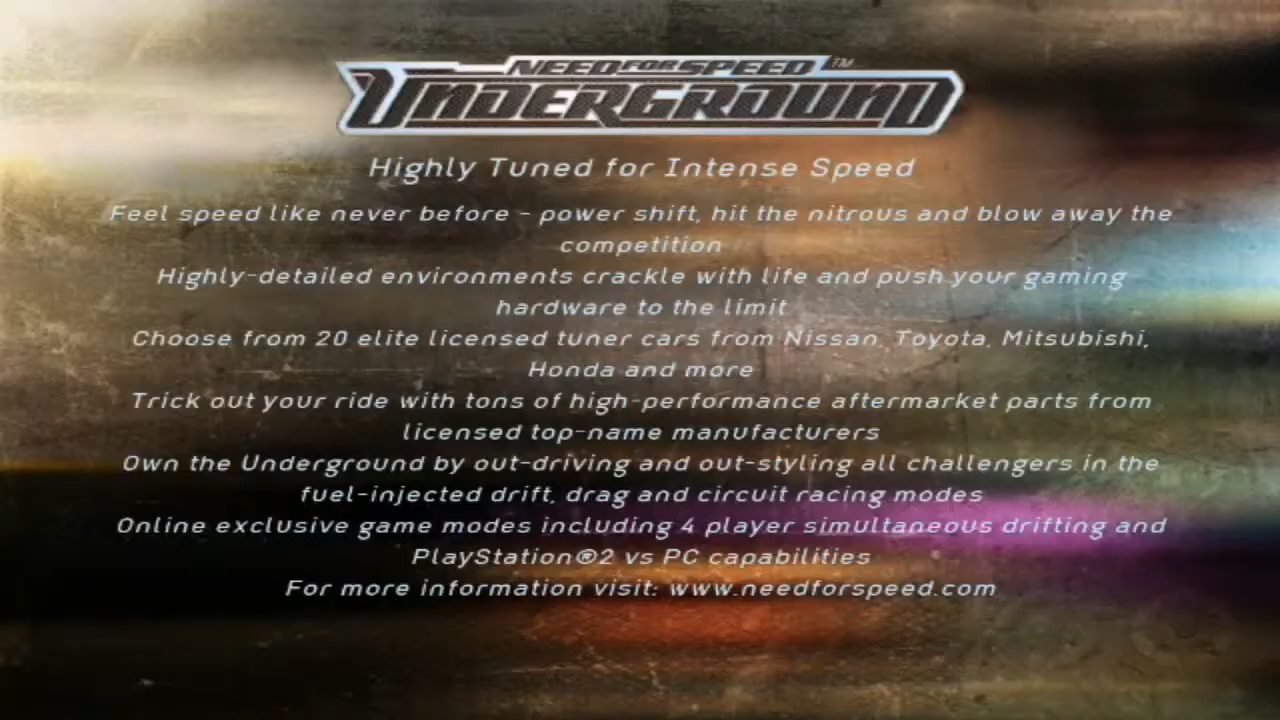 NEED FOR SPEED™
UNDERGROUND
Highly Tuned for Intense Speed
Feel speed like never before - power shift, hit the nitrous and blow away the
competition
Highly-detailed environments crackle with life and push your gaming
hardware to the limit
Choose from 20 elite licensed tuner cars from Nissan, Toyota, Mitsubishi,
Honda and more
Trick out your ride with tons of high-performance aftermarket parts from
licensed top-name manufacturers
Own the Underground by out-driving and out-styling all challengers in the
fuel-injected drift, drag and circuit racing modes
Online exclusive game modes including 4 player simultaneous drifting and
PlayStation®2 vs PC capabilities
For more information visit: www.needforspeed.com